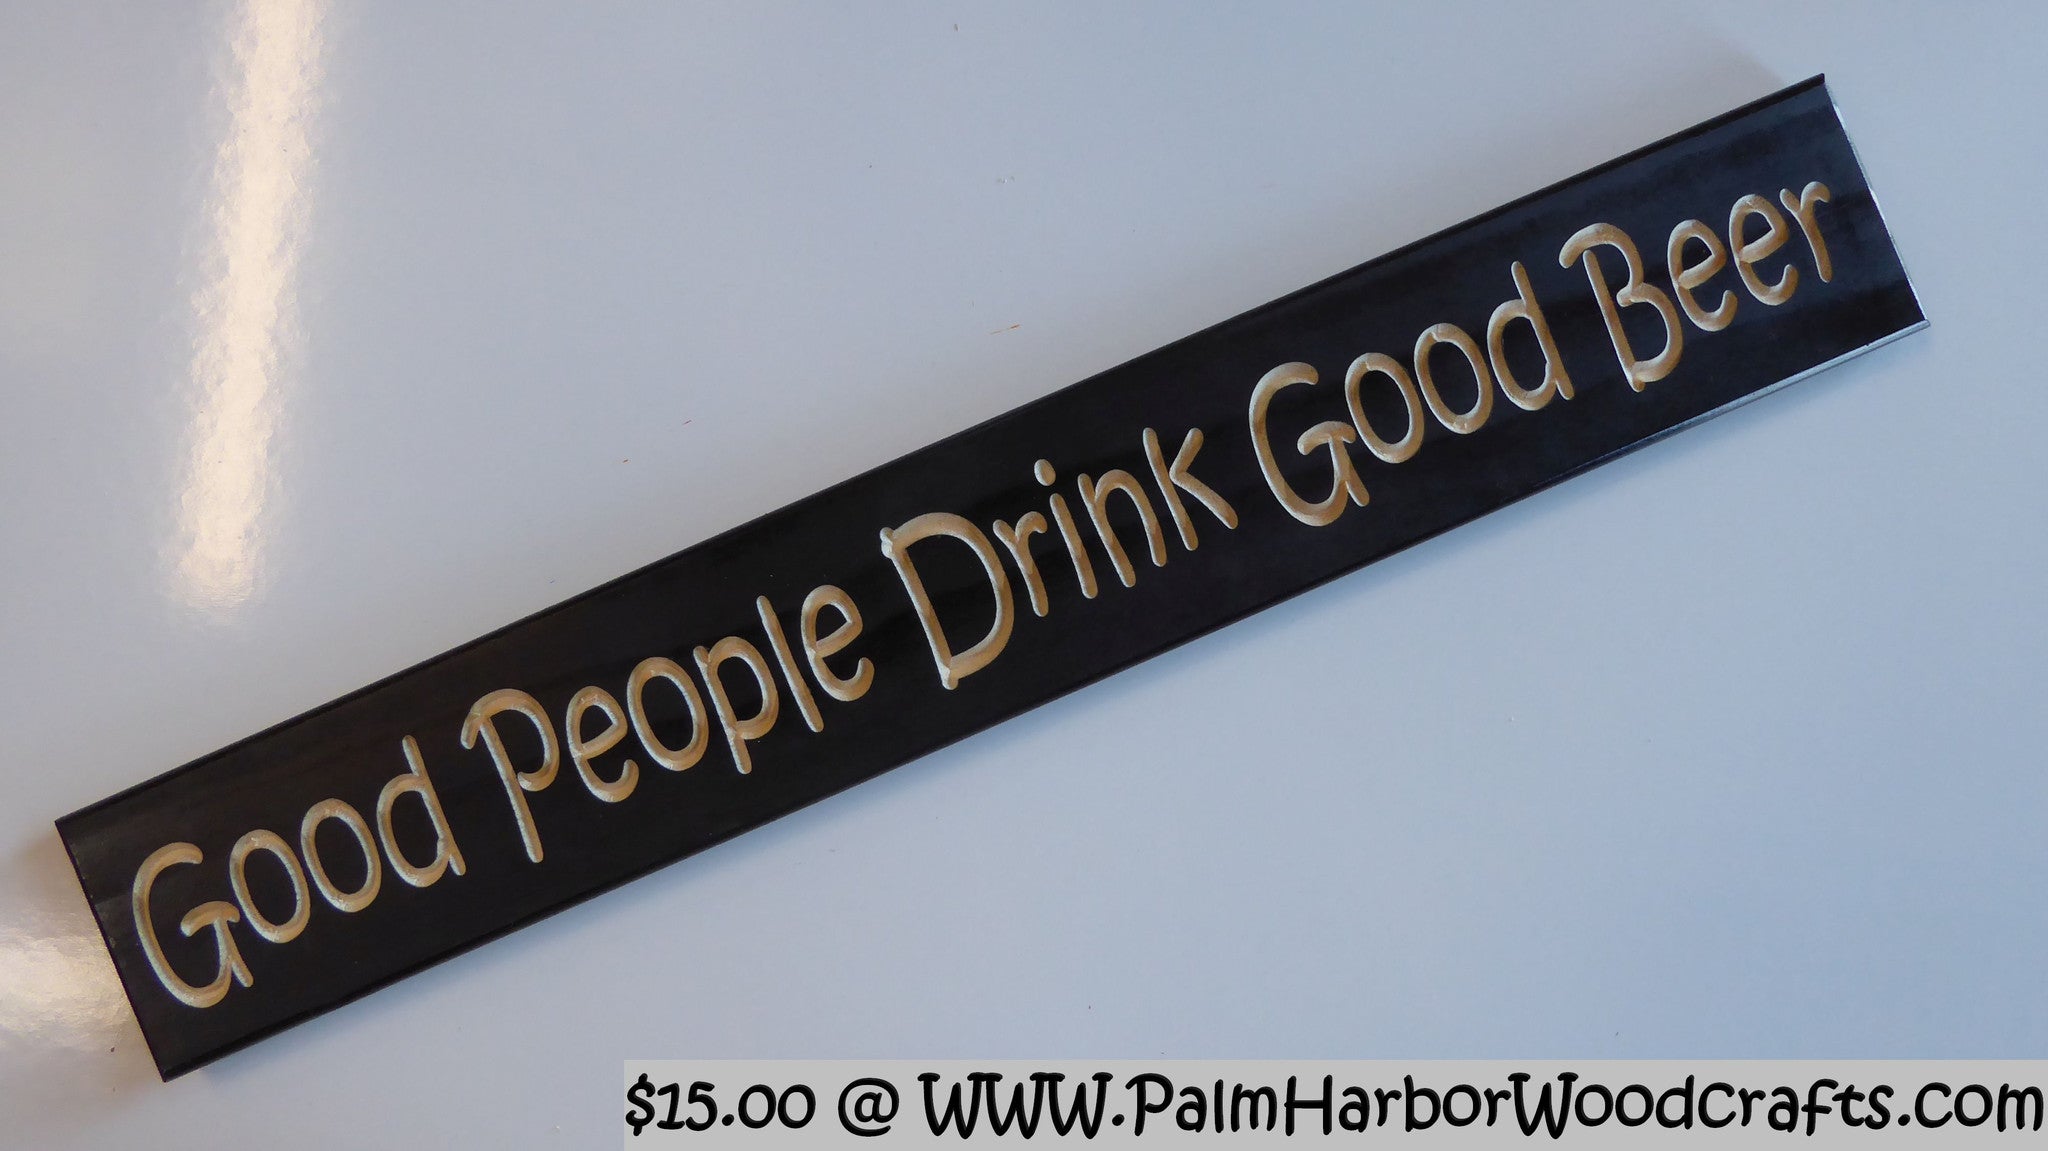 Good People Drink Good Beer
$15.00 @ WWW.PalmHarborWoodcrafts.com